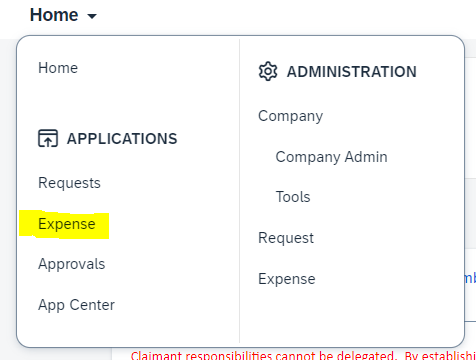 Home
Home
APPLICATIONS
Requests
Expense
Approvals
App Center
ADMINISTRATION
Company
Company Admin
Tools
Request
Expense
Claimant responsibilities cannot be delegated. By